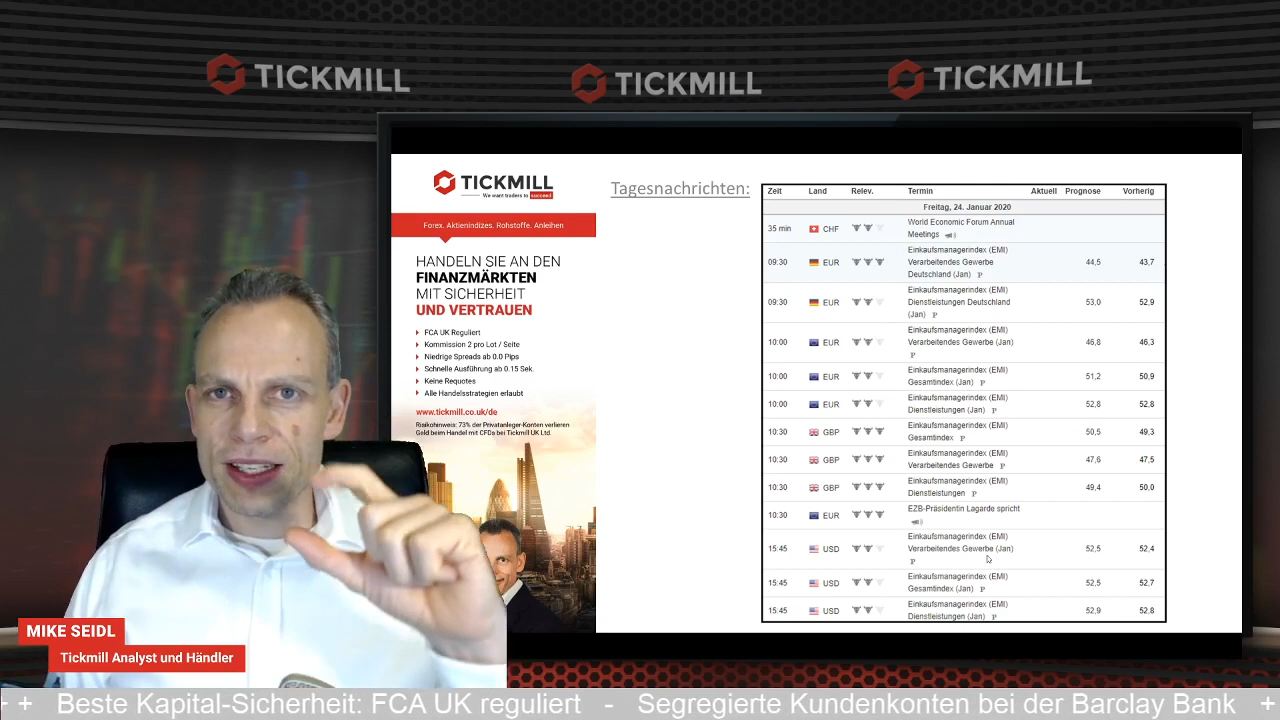 TICKMILL
TICKMILL
TICKMILL
TICKMILL
We want traders to succeed
Forex. Aktienindizes. Rohstoffe. Anleihen
HANDELN SIE AN DEN
FINANZMÄRKTEN
MIT SICHERHEIT
UND VERTRAUEN
FCA UK Reguliert
Kommission 2 pro Lot / Seite
Niedrige Spreads ab 0.0 Pips
Schnelle Ausführung ab 0.15 Sek.
Keine Requotes
Alle Handelsstrategien erlaubt
www.tickmill.co.uk/de
Risikohinweis: 73% der Privatanleger-Konten verlieren
Geld beim Handel mit CFDs bei Tickmill UK Ltd.
Tagesnachrichten:
Zeit Land Relev. Termin Aktuell Prognose Vorherig
Freitag, 24. Januar 2020
World Economic Forum Annual
35 min CHF Meetings
Einkaufsmanagerindex (EMI)
09:30 EUR Verarbeitendes Gewerbe 44,5 43,7
Deutschland (Jan) P
Einkaufsmanagerindex (EMI)
09:30 EUR Dienstleistungen Deutschland 53,0 52,9
(Jan) P
Einkaufsmanagerindex (EMI)
10:00 EUR Verarbeitendes Gewerbe (Jan) 46,8 46,3
P
Einkaufsmanagerindex (EMI)
10:00 EUR Gesamtindex (Jan) P 51,2 50,9
Einkaufsmanagerindex (EMI)
10:00 EUR Dienstleistungen (Jan) P 52,8 52,8
Einkaufsmanagerindex (EMI)
10:30 GBP Gesamtindex P 50,5 49,3
Einkaufsmanagerindex (EMI)
10:30 GBP Verarbeitendes Gewerbe P 47,6 47,5
Einkaufsmanagerindex (EMI)
10:30 GBP Dienstleistungen P 49,4 50,0
10:30 EUR EZB-Präsidentin Lagarde spricht
Einkaufsmanagerindex (EMI)
15:45 USD Verarbeitendes Gewerbe (Jan) 52,5 52,4
P
Einkaufsmanagerindex (EMI)
15:45 USD Gesamtindex (Jan) P 52,5 52,7
Einkaufsmanagerindex (EMI)
15:45 USD Dienstleistungen (Jan) P 52,9 52,8
MIKE SEIDL
Tickmill Analyst und Händler
+ + Beste Kapital-Sicherheit: FCA UK reguliert - Segregierte Kundenkonten bei der Barclay Bank +